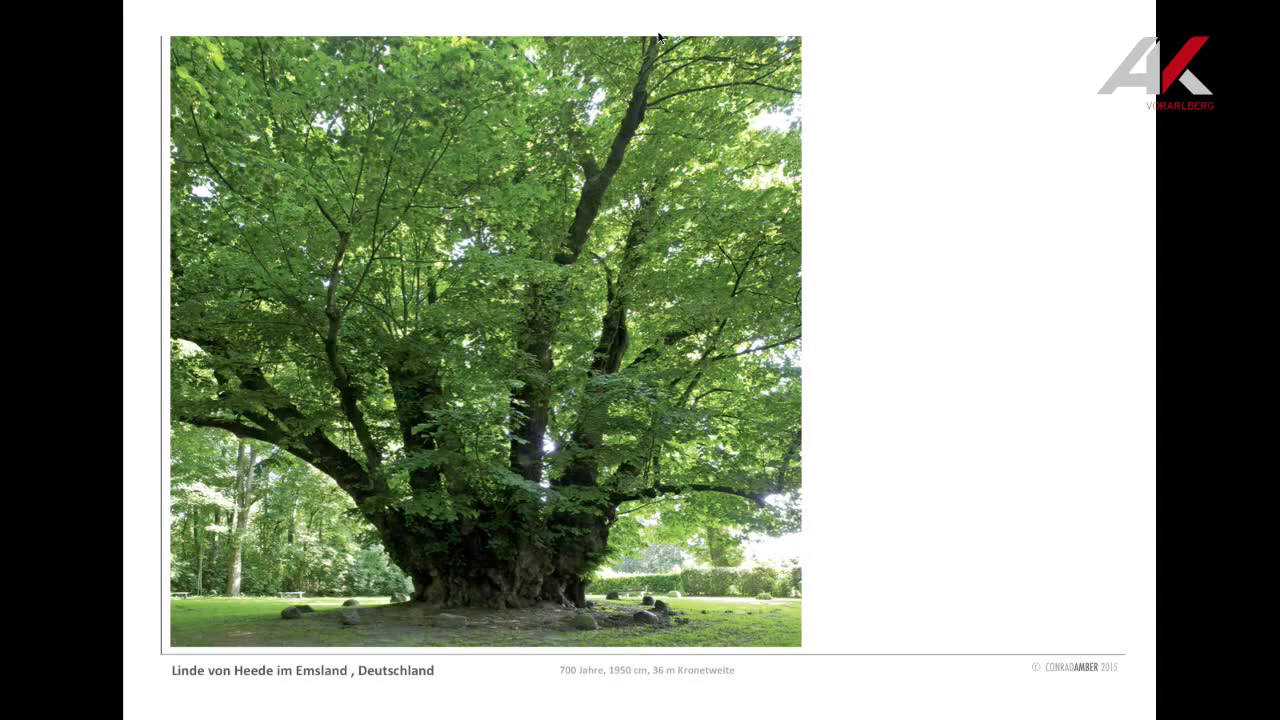 AK
VORARLBERG
Linde von Heede im Emsland , Deutschland
700 Jahre, 1950 cm, 36 m Kronetweite
© CONRADAMBER 2015